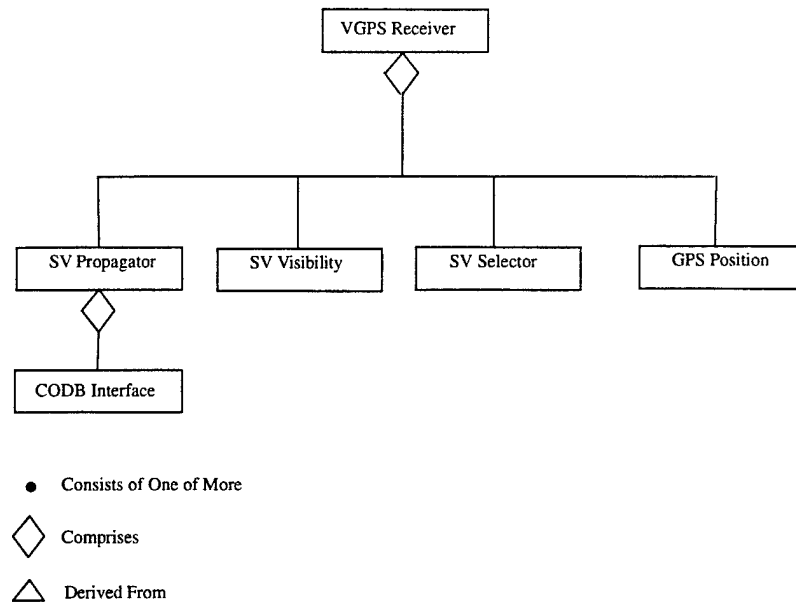 VGPS Receiver
SV Propagator
SV Visibility
SV Selector
GPS Position
CODB Interface
Consists of One of More
Comprises
Derived From